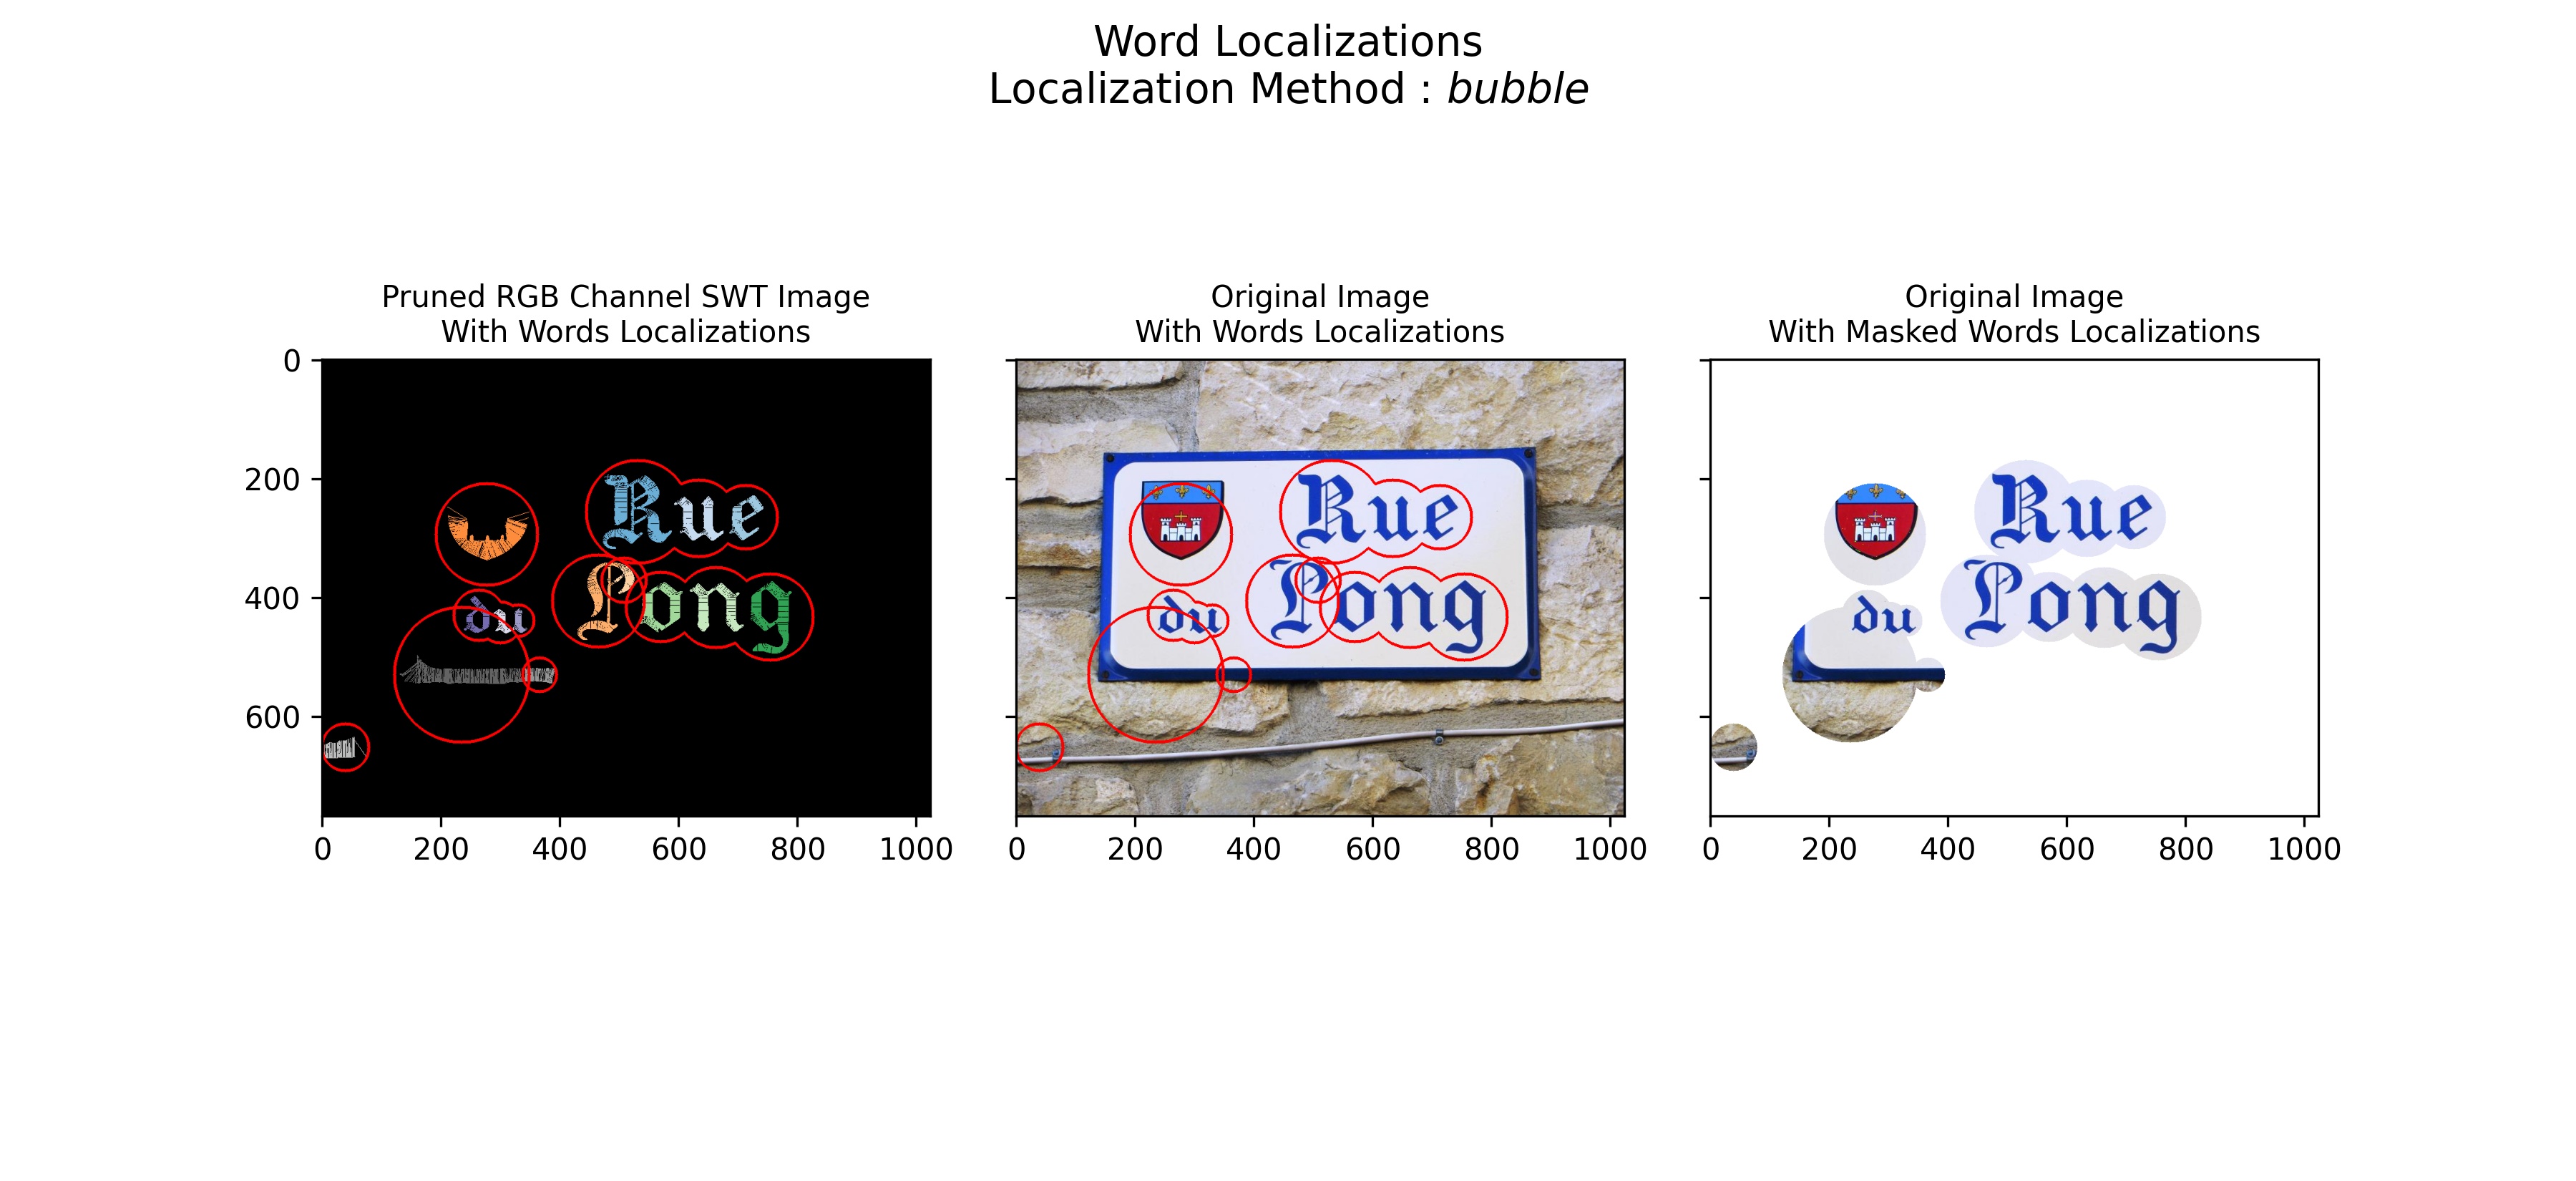 Word Localizations
Localization Method : bubble
Pruned RGB Channel SWT Image
With Words Localizations
Original Image
With Words Localizations
Original Image
With Masked Words Localizations
0
200
400
600
0 200 400 600 800 1000
Rue
du Pong
0 200 400 600 800 1000
Rue
du Pong
0 200 400 600 800 1000
Rue
du Pong